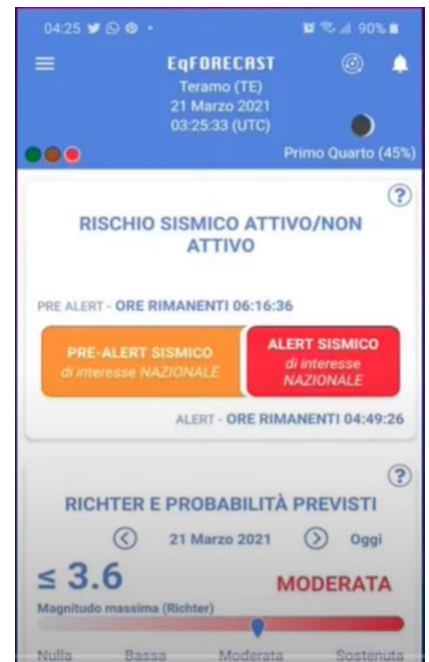 04:25
90%
EqFORECAST
Teramo (TE)
21 Marzo 2021
03:25:33 (UTC)
Primo Quarto (45%)
?
RISCHIO SISMICO ATTIVO/NON
ATTIVO
PRE ALERT - ORE RIMANENTI 06:16:36
PRE-ALERT SISMICO
di interesse NAZIONALE
ALERT SISMICO
di interesse
NAZIONALE
ALERT - ORE RIMANENTI 04:49:26
?
RICHTER E PROBABILITÀ PREVISTI
21 Marzo 2021
Oggi
≤ 3.6
MODERATA
Magnitudo massima (Richter)
Nulla Bassa Moderata Sostenuta